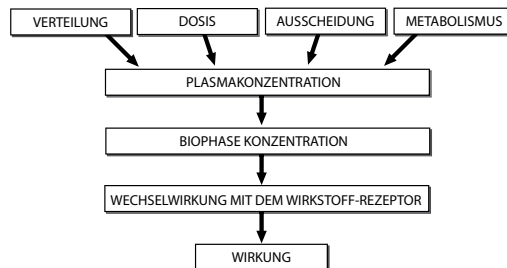 VERTEILUNG
DOSIS
AUSSCHEIDUNG
METABOLISMUS
PLASMAKONZENTRATION
BIOPHASE KONZENTRATION
WECHSELWIRKUNG MIT DEM WIRKSTOFF-REZEPTOR
WIRKUNG